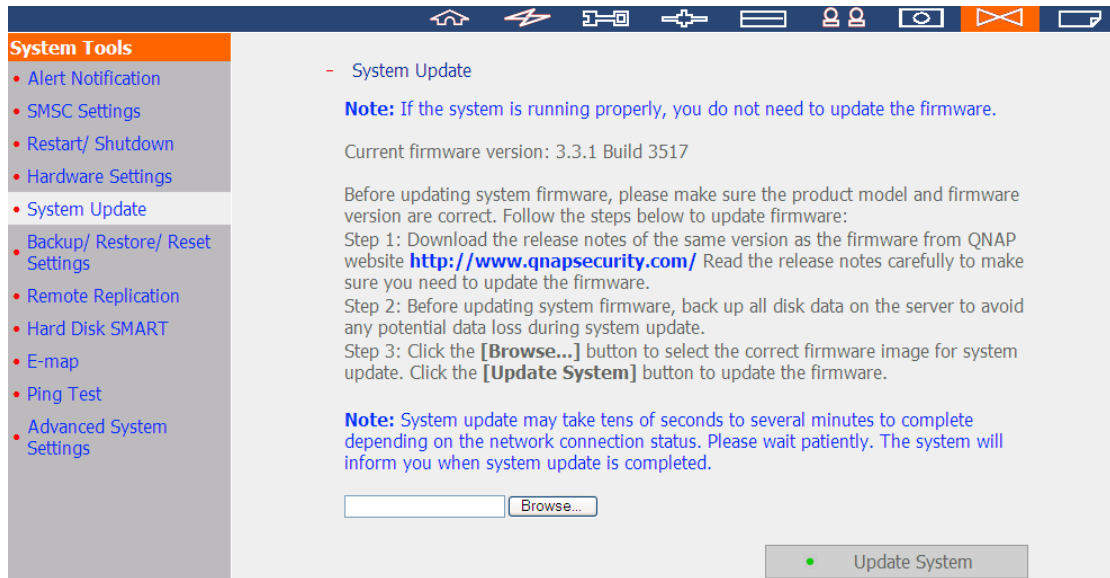 System Tools
• Alert Notification
• SMSC Settings
• Restart/ Shutdown
• Hardware Settings
• System Update
• Backup/ Restore/ Reset
Settings
• Remote Replication
• Hard Disk SMART
• E-map
• Ping Test
• Advanced System
Settings
– System Update
Note: If the system is running properly, you do not need to update the firmware.
Current firmware version: 3.3.1 Build 3517
Before updating system firmware, please make sure the product model and firmware
version are correct. Follow the steps below to update firmware:
Step 1: Download the release notes of the same version as the firmware from QNAP
website http://www.qnapsecurity.com/ Read the release notes carefully to make
sure you need to update the firmware.
Step 2: Before updating system firmware, back up all disk data on the server to avoid
any potential data loss during system update.
Step 3: Click the [Browse...] button to select the correct firmware image for system
update. Click the [Update System] button to update the firmware.
Note: System update may take tens of seconds to several minutes to complete
depending on the network connection status. Please wait patiently. The system will
inform you when system update is completed.
Browse...
• Update System